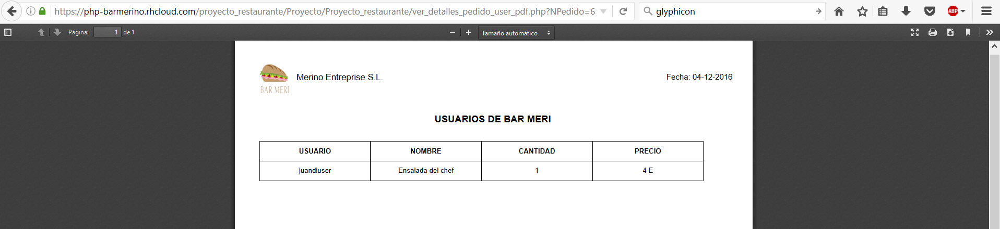 https://php-barmerino.rhcloud.com/proyecto_restaurante/Proyecto/Proyecto_restaurante/ver_detalles_pedido_user_pdf.php?NPedido=6 glyphicon ABP
Página: 1 de 1 Tamaño automático
Merino Entreprise S.L. Fecha: 04-12-2016
BAR MERI
USUARIOS DE BAR MERI
USUARIO NOMBRE CANTIDAD PRECIO
juandiuser Ensalada del chef 1 4 E